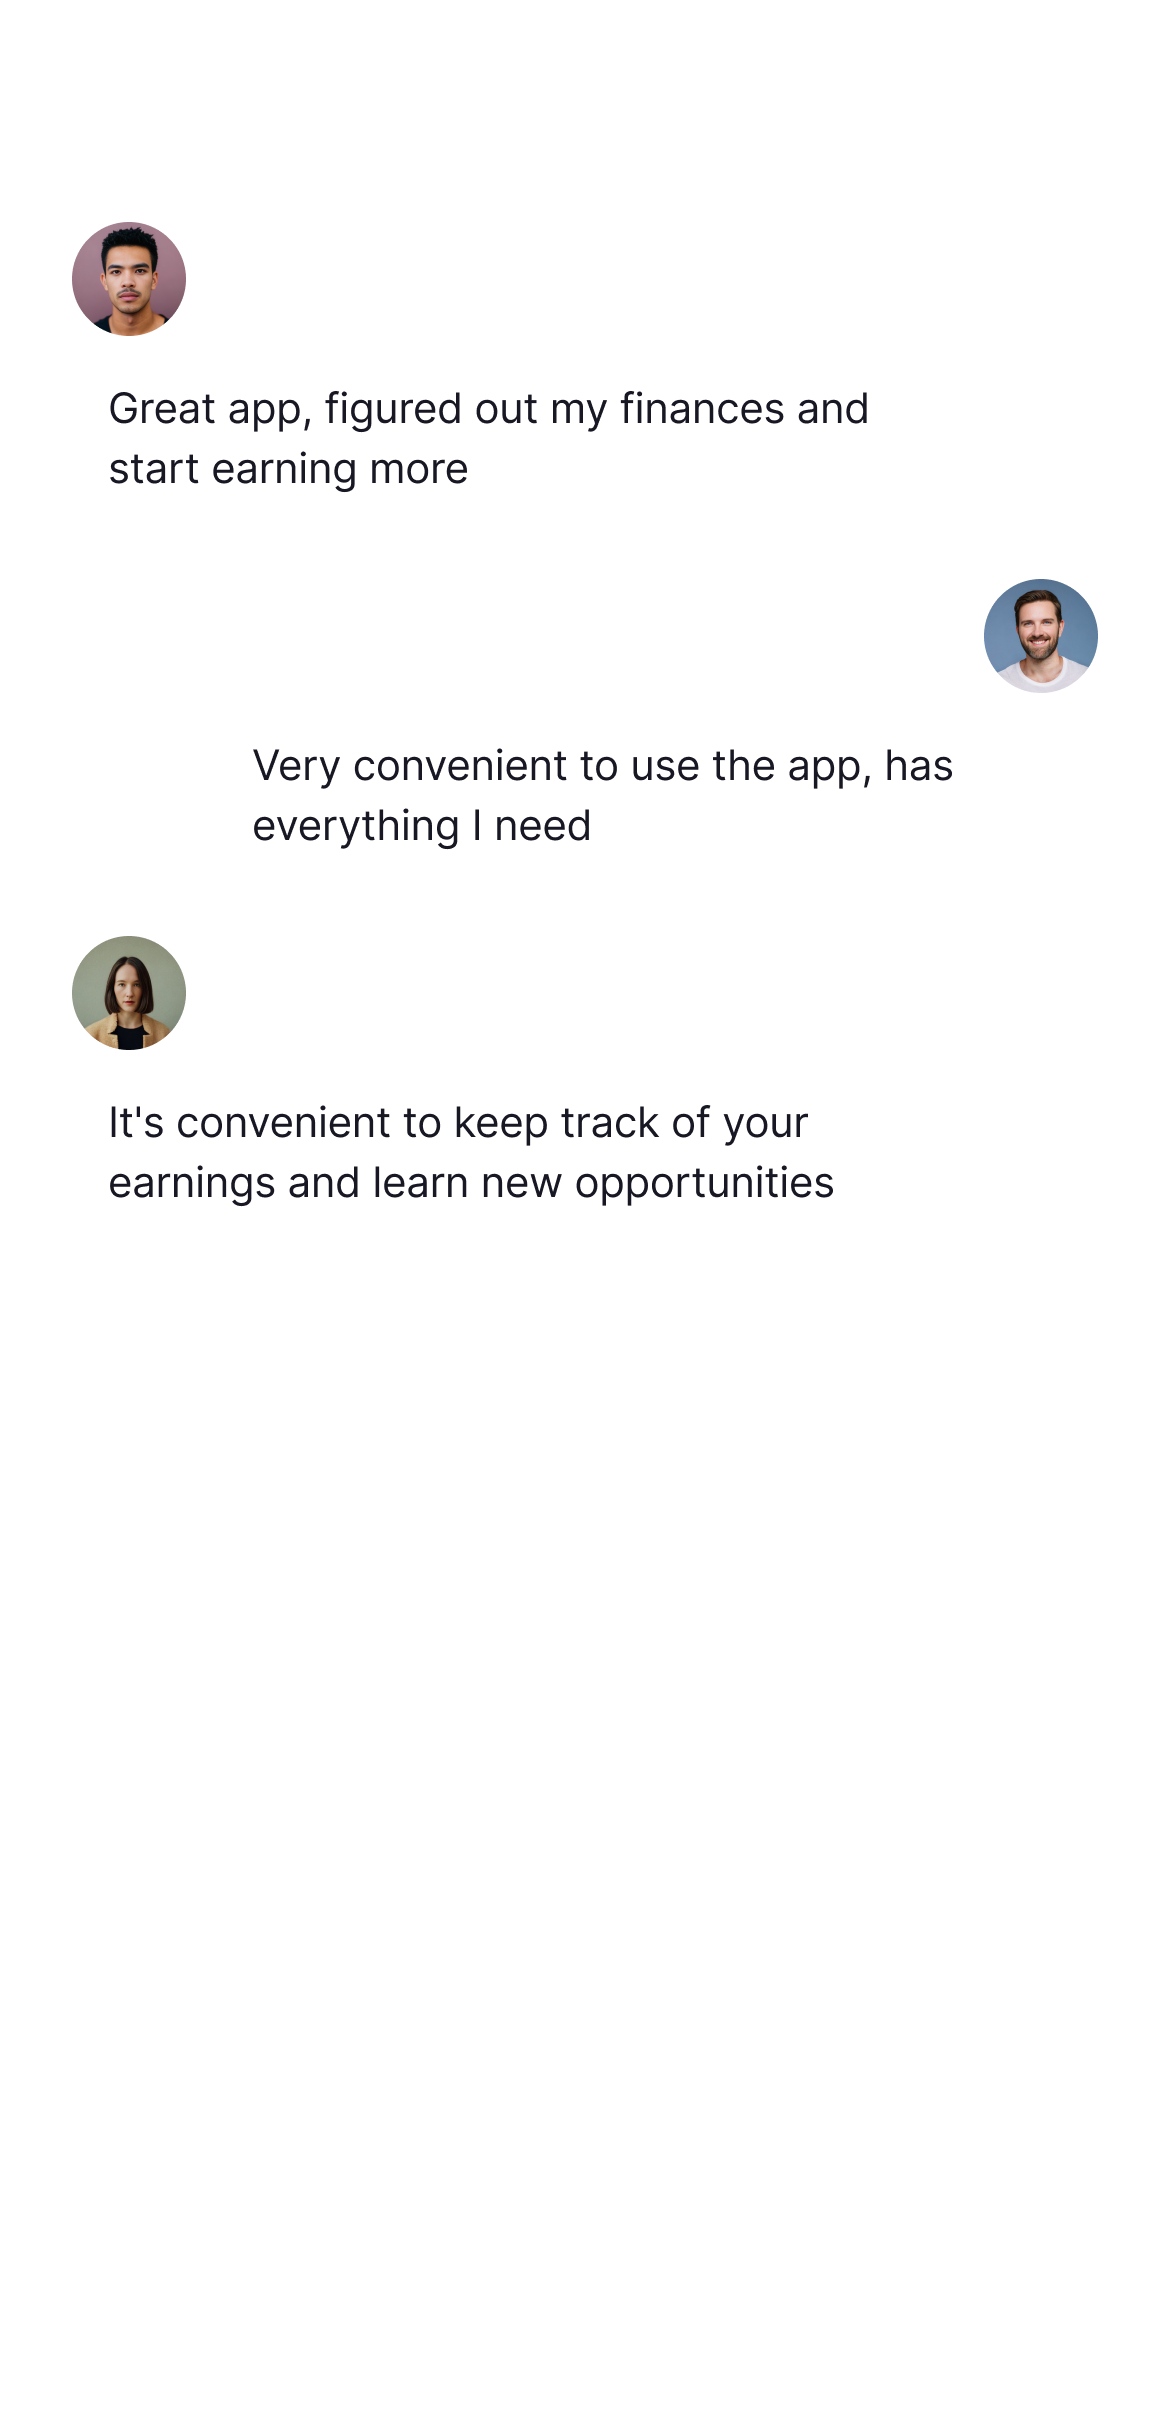 Great app, figured out my finances and
start earning more
Very convenient to use the app, has
everything I need
It's convenient to keep track of your
earnings and learn new opportunities